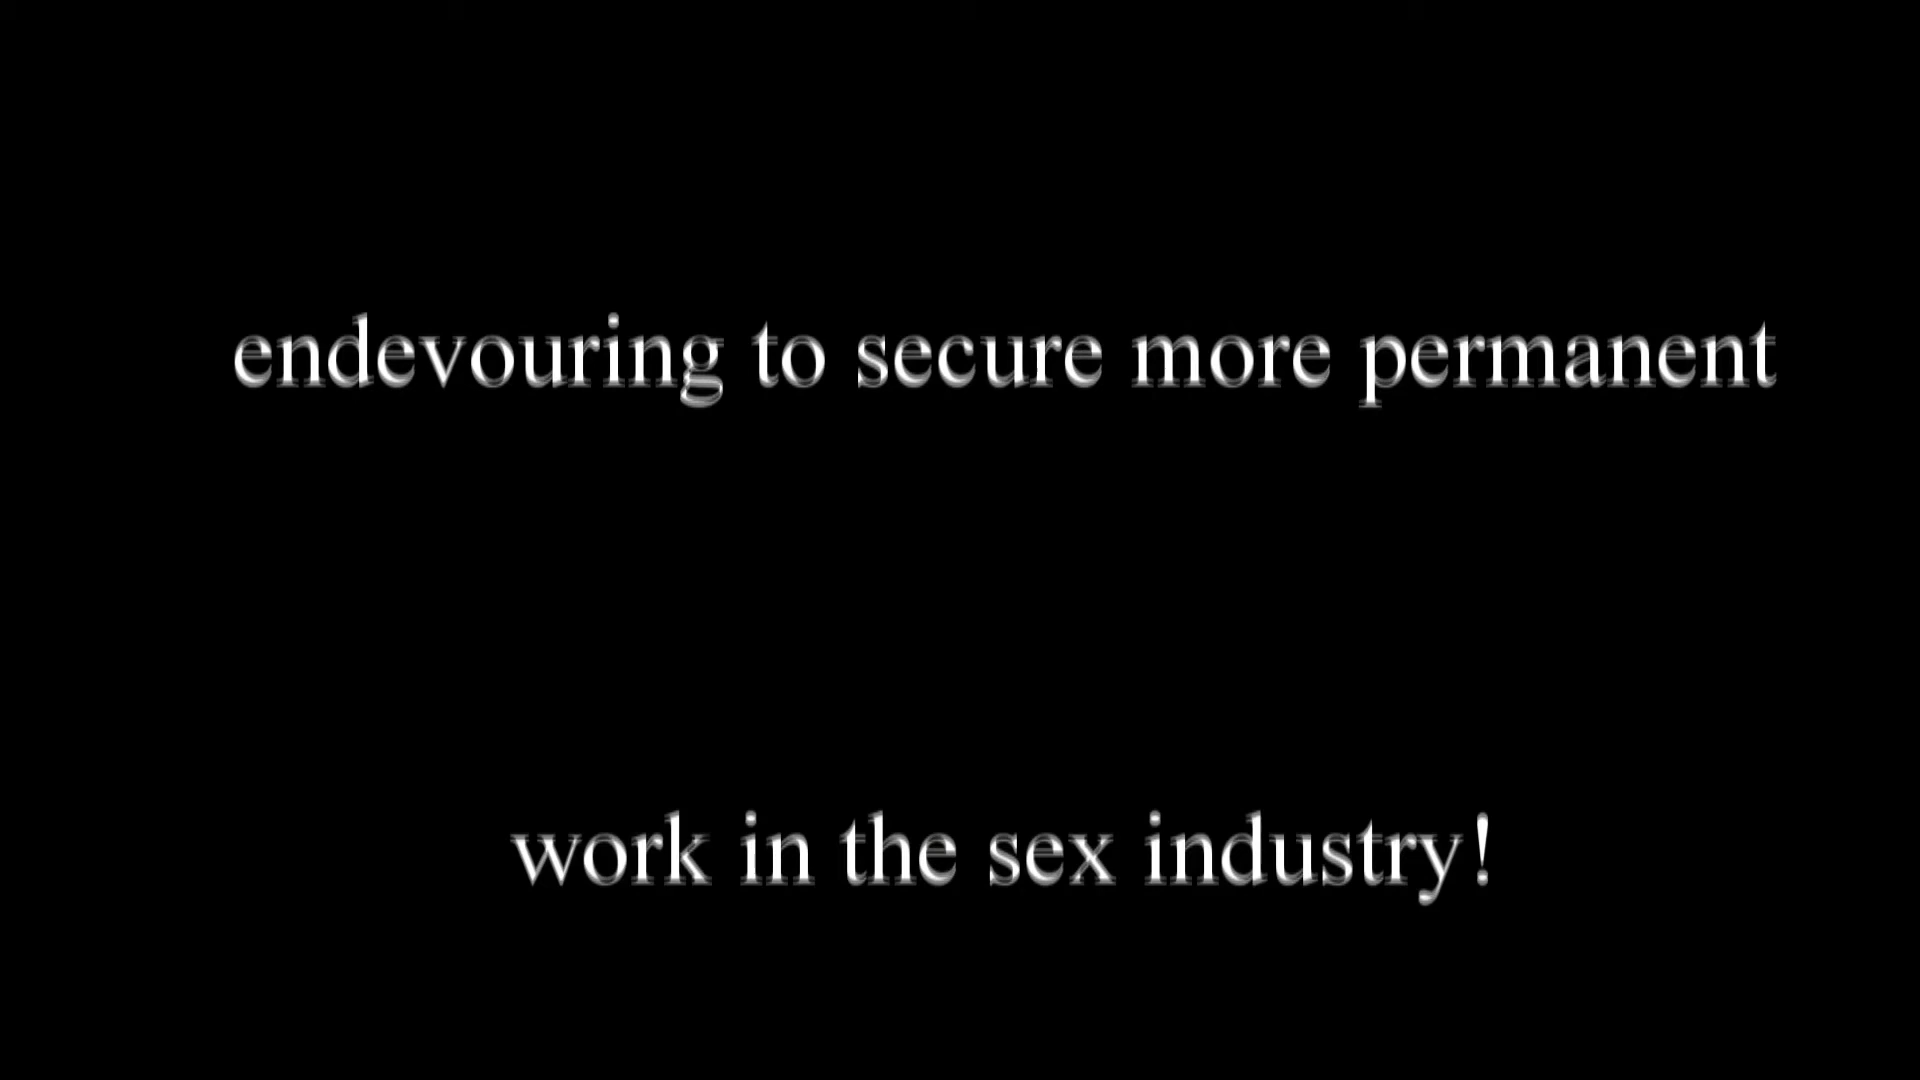 endevouring to secure more permanent
work in the sex industry!